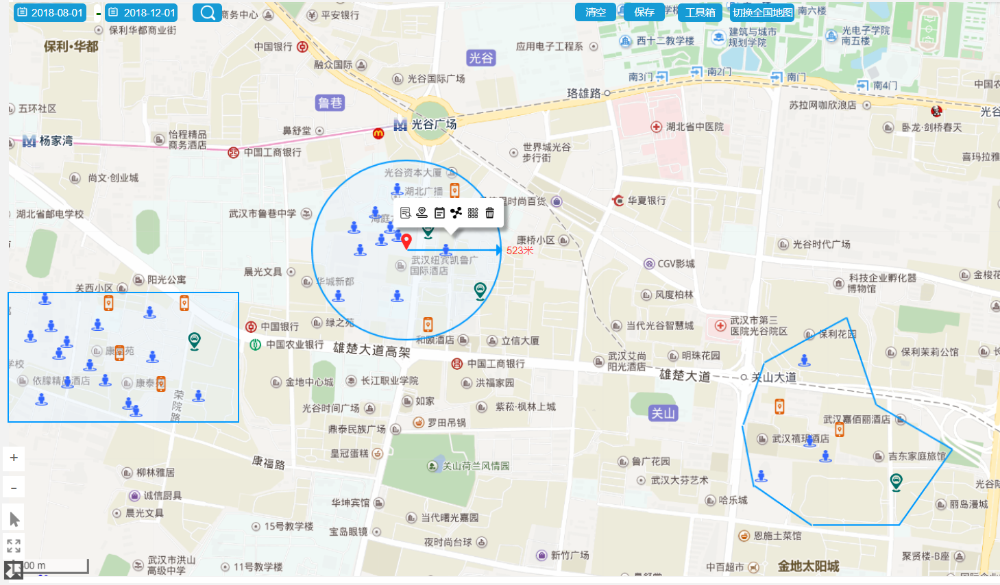 2018-08-01
-
2018-12-01
商务中心
平安银行
清空
保存
工具箱
切换全国地图
南六楼
保利华都商业街
保利·华都
中国银行
融众国际
光谷
应用电子工程系
西十二教学楼
建筑与城市
规划学院
光电子学院
南五楼
光谷国际广场
南3门
南2门
南门
南4门
珞雄路
鲁巷
五环社区
苏拉网咖欣浪店
光谷广场
鼻舒堂
湖北省中医院
卧龙·剑桥春天
杨家湾
怡程精品
商务酒店
中国工商银行
世界城光谷
步行街
喜玛拉雅
尚文·创业城
光谷资本大厦
湖北广播
华夏银行
湖北省邮电学校
武汉市鲁巷中学
里时尚百货
海庭
康桥小区
光谷时代广场
523米
武汉纽宾凯鲁广
国际酒店
CGV影城
晨光文具
华城新都
阳光公寓
关西小区
科技企业孵化器
博物馆
金梭花
风度柏林
中国银行
绿之苑
当代光谷智慧城
武汉市第三
医院光谷院区
保利花园
中国农业银行
雄楚大道高架
和颐酒店
立信大厦
武汉艾尚
阳光酒店
明珠花园
保利茉莉公馆
长
学校
依朦精品酒店
康泰
荣院路
中国工商银行
雄楚大道
关山大道
金地中心城
长江职业学院
洪福家园
如家
光谷时间广场
紫菘·枫林上城
关山
罗田吊锅
鼎泰民族广场
武汉嘉佰丽酒店
武汉禧玥酒店
皇冠蛋糕
吉东家庭旅馆
康福路
关山荷兰风情园
鲁广花园
武汉大芬艺术
柳林雅居
诚信厨具
晨光文具
华坤宾馆
哈乐城
丽岛漫城
当代曙光嘉园
15号教学楼
宝岛眼镜
恩施土菜馆
夜时尚台球
新竹广场
聚贤楼-B座
武汉市洪山
高级中学
11号教学楼
中百超市
金地太阳城
+
-